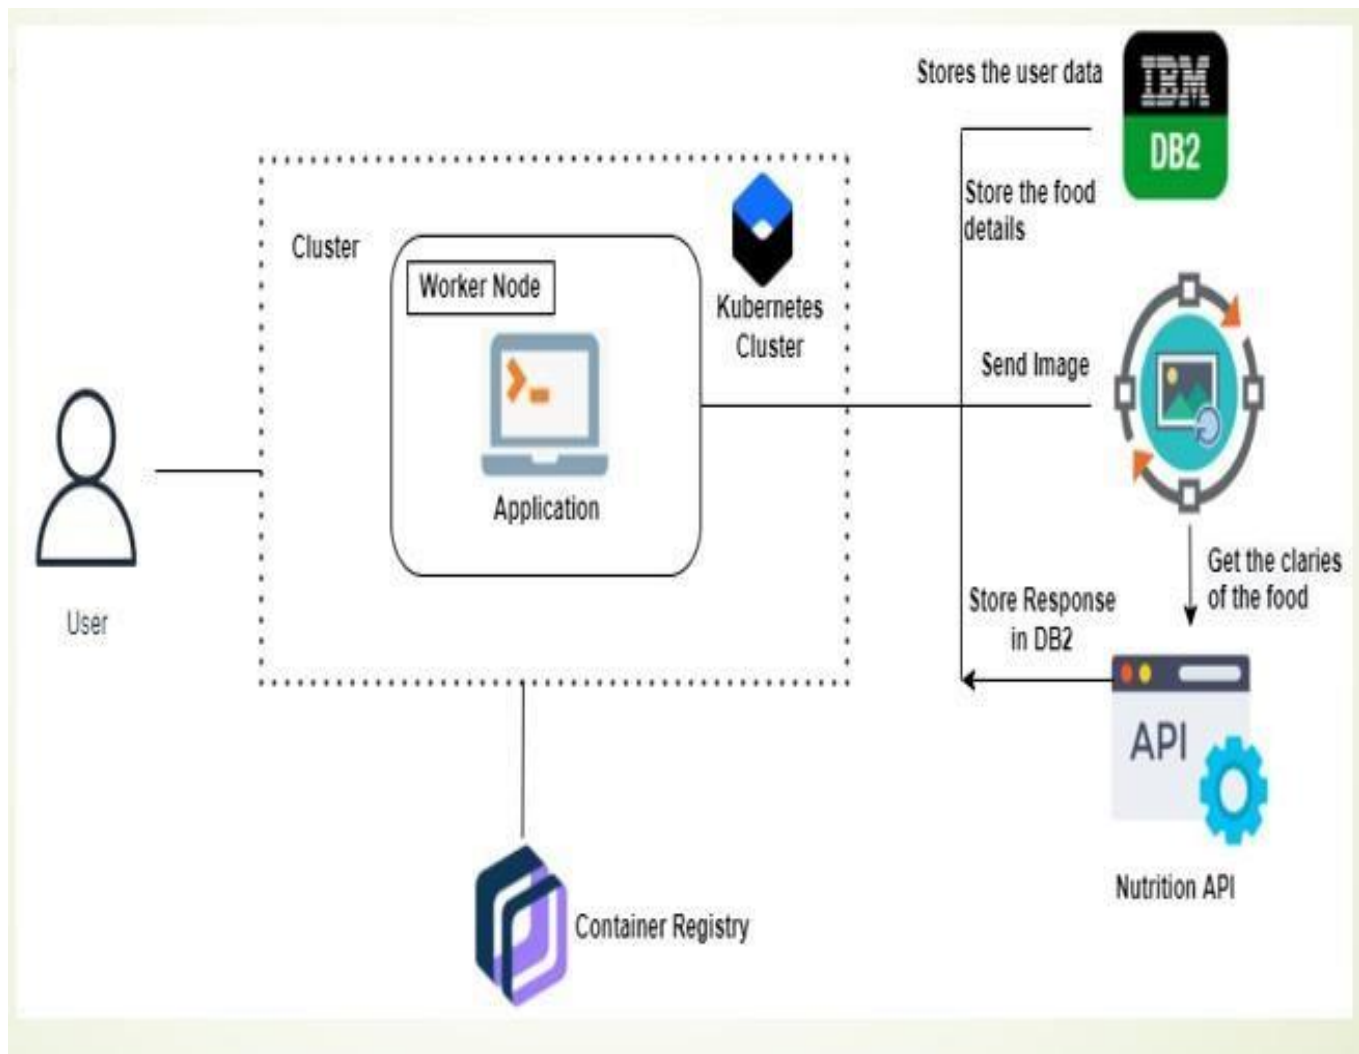 Stores the user data
IBM
DB2
Store the food
details
Cluster
Worker Node
Kubernetes
Cluster
Send Image
Application
User
Get the claries
of the food
Store Response
in DB2
API
Nutrition API
Container Registry